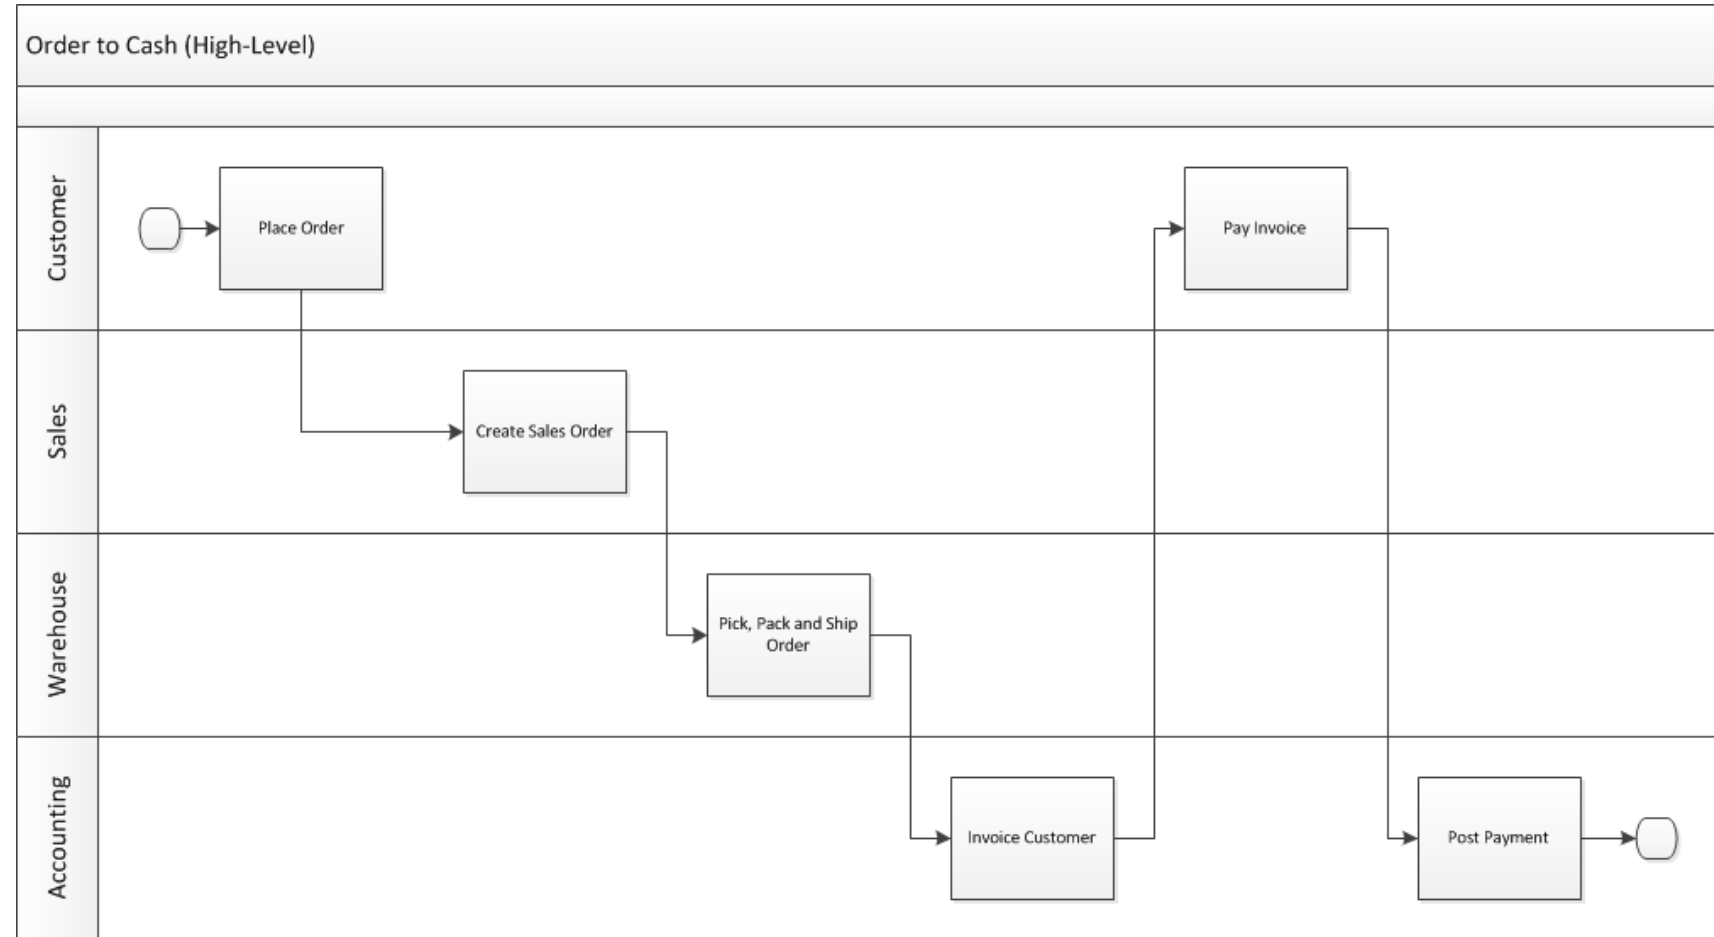 Order to Cash (High-Level)
Customer
Place Order
Pay Invoice
Sales
Create Sales Order
Warehouse
Pick, Pack and Ship
Order
Accounting
Invoice Customer
Post Payment